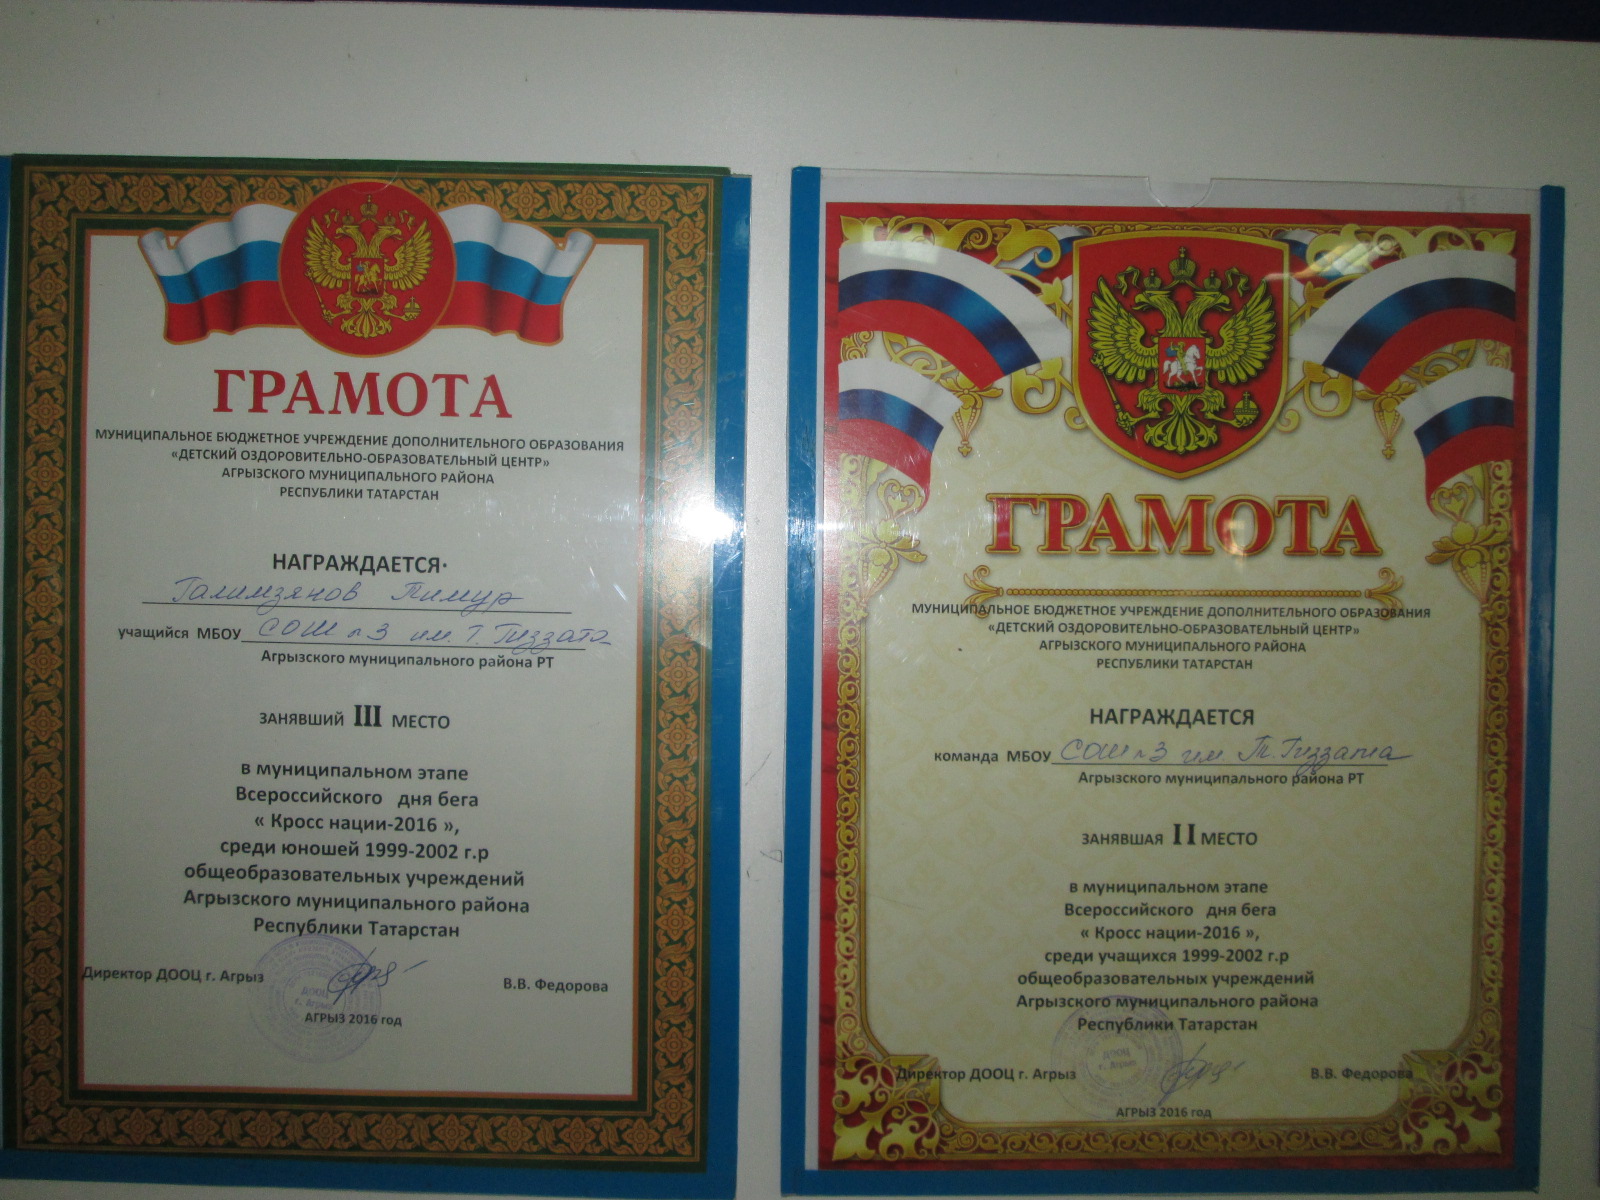 ГРАМОТА
МУНИЦИПАЛЬНОЕ БЮДЖЕТНОЕ УЧРЕЖДЕНИЕ ДОПОЛНИТЕЛЬНОГО ОБРАЗОВАНИЯ
«ДЕТСКИЙ ОЗДОРОВИТЕЛЬНО-ОБРАЗОВАТЕЛЬНЫЙ ЦЕНТР»
АГРЫЗСКОГО МУНИЦИПАЛЬНОГО РАЙОНА
РЕСПУБЛИКИ ТАТАРСТАН
НАГРАЖДАЕТСЯ
Галимзянов Тимур
учащийся МБОУ СОШ №3 им. Т. Гиззата
Агрызского муниципального района РТ
ЗАНЯВШИЙ III МЕСТО
в муниципальном этапе
Всероссийского дня бега
« Кросс нации-2016 »,
среди юношей 1999-2002 г.р
общеобразовательных учреждений
Агрызского муниципального района
Республики Татарстан
Директор ДООЦ г. Агрыз В.В. Федорова
ДООЦ
г. Агрыз
АГРЫЗ 2016 год
ГРАМОТА
МУНИЦИПАЛЬНОЕ БЮДЖЕТНОЕ УЧРЕЖДЕНИЕ ДОПОЛНИТЕЛЬНОГО ОБРАЗОВАНИЯ
«ДЕТСКИЙ ОЗДОРОВИТЕЛЬНО-ОБРАЗОВАТЕЛЬНЫЙ ЦЕНТР»
АГРЫЗСКОГО МУНИЦИПАЛЬНОГО РАЙОНА
РЕСПУБЛИКИ ТАТАРСТАН
НАГРАЖДАЕТСЯ
команда МБОУ СОШ №3 им. Т. Гиззата
Агрызского муниципального района РТ
ЗАНЯВШАЯ II МЕСТО
в муниципальном этапе
Всероссийского дня бега
« Кросс нации-2016 »,
среди учащихся 1999-2002 г.р
общеобразовательных учреждений
Агрызского муниципального района
Республики Татарстан
Директор ДООЦ г. Агрыз В.В. Федорова
ДООЦ
г. Агрыз
АГРЫЗ 2016 год